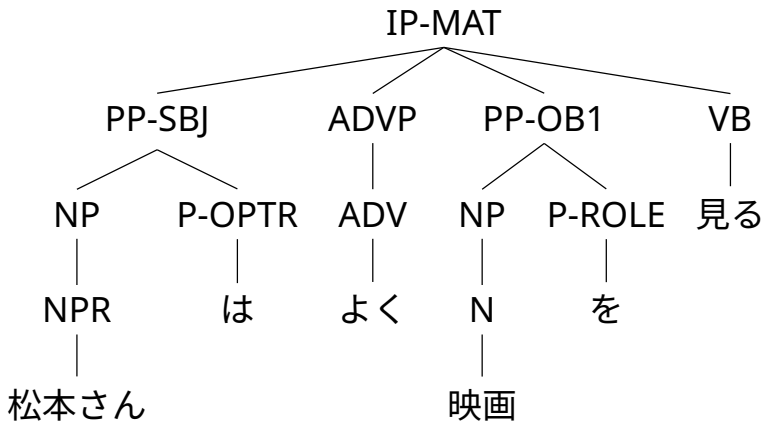 IP-MAT
PP-SBJ ADVP PP-OB1 VB
NP P-OPTR ADV NP P-ROLE 見る
NPR は よく N を
松本さん 映画